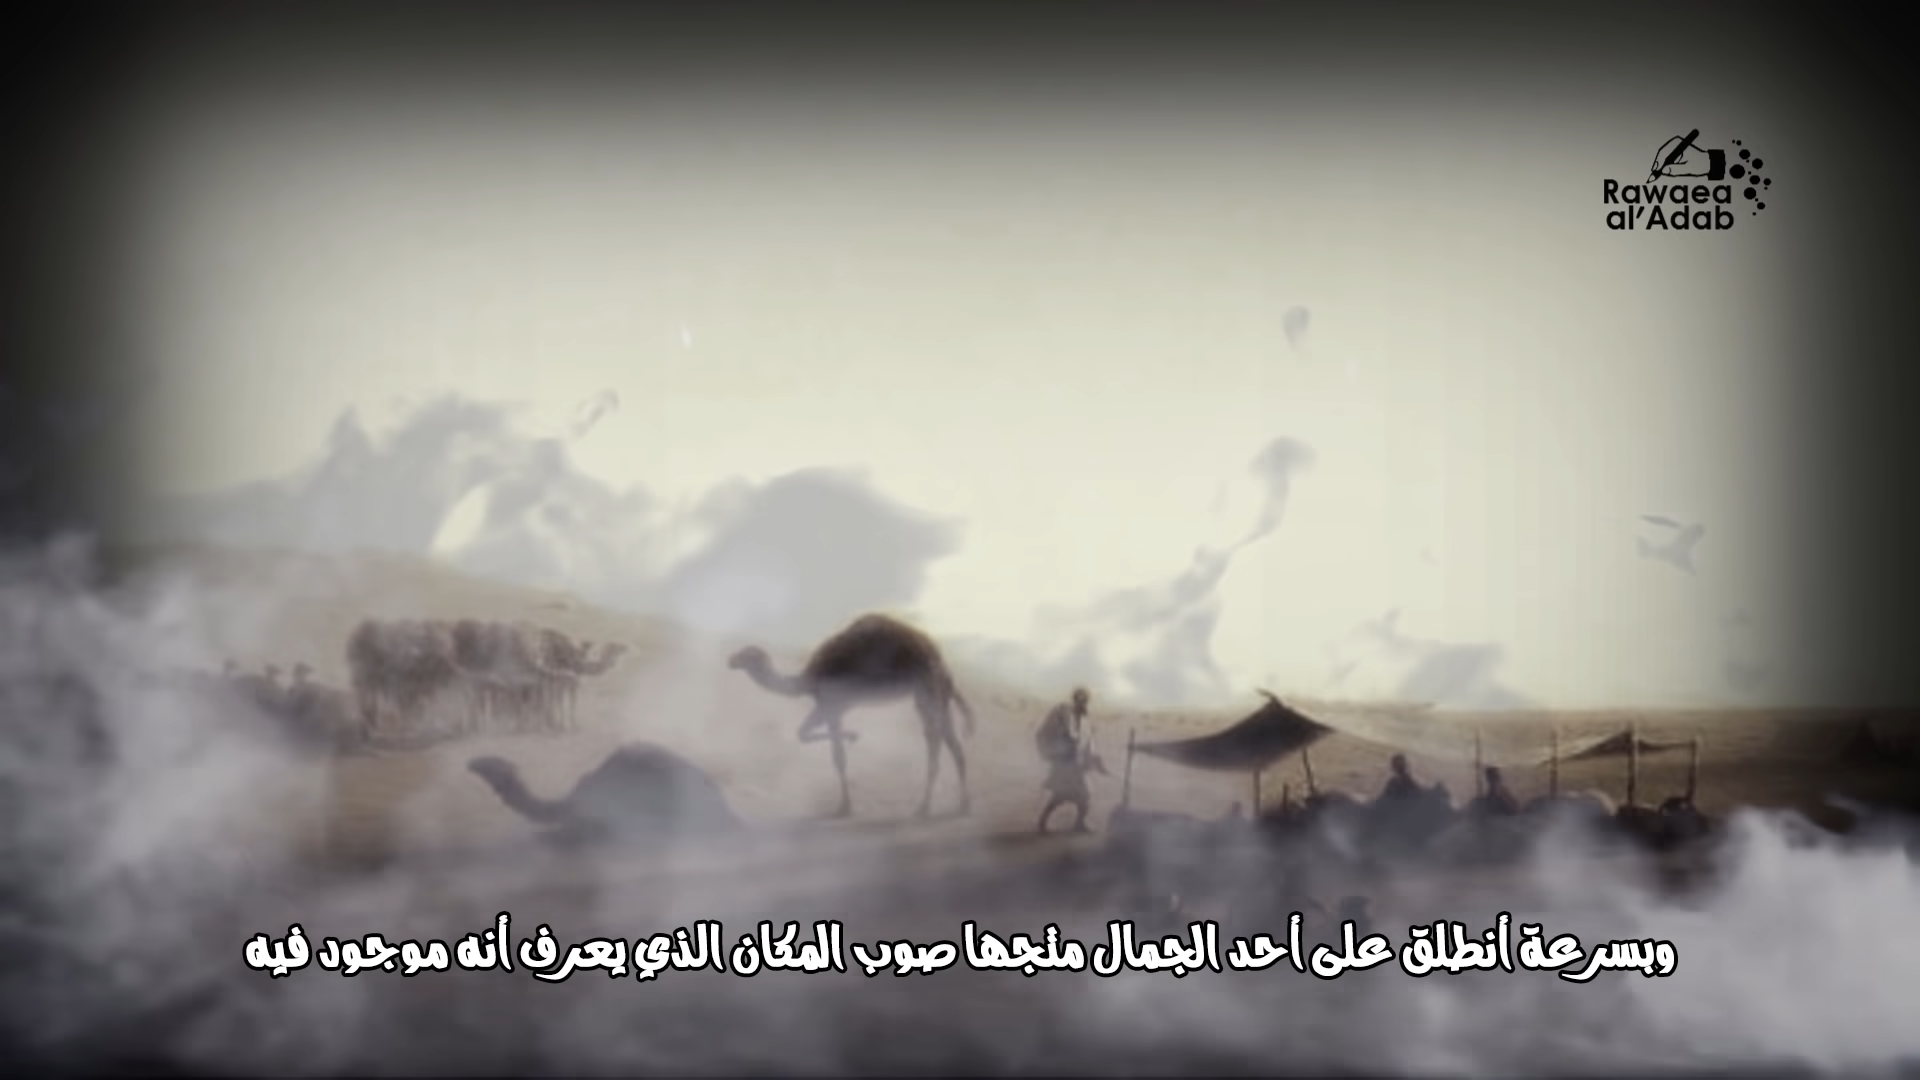 Rawaea
al'Adab
وبسرعة أنطلق على أحد الجمال متجها صوب المكان الذي يعرف أنه موجود فيه